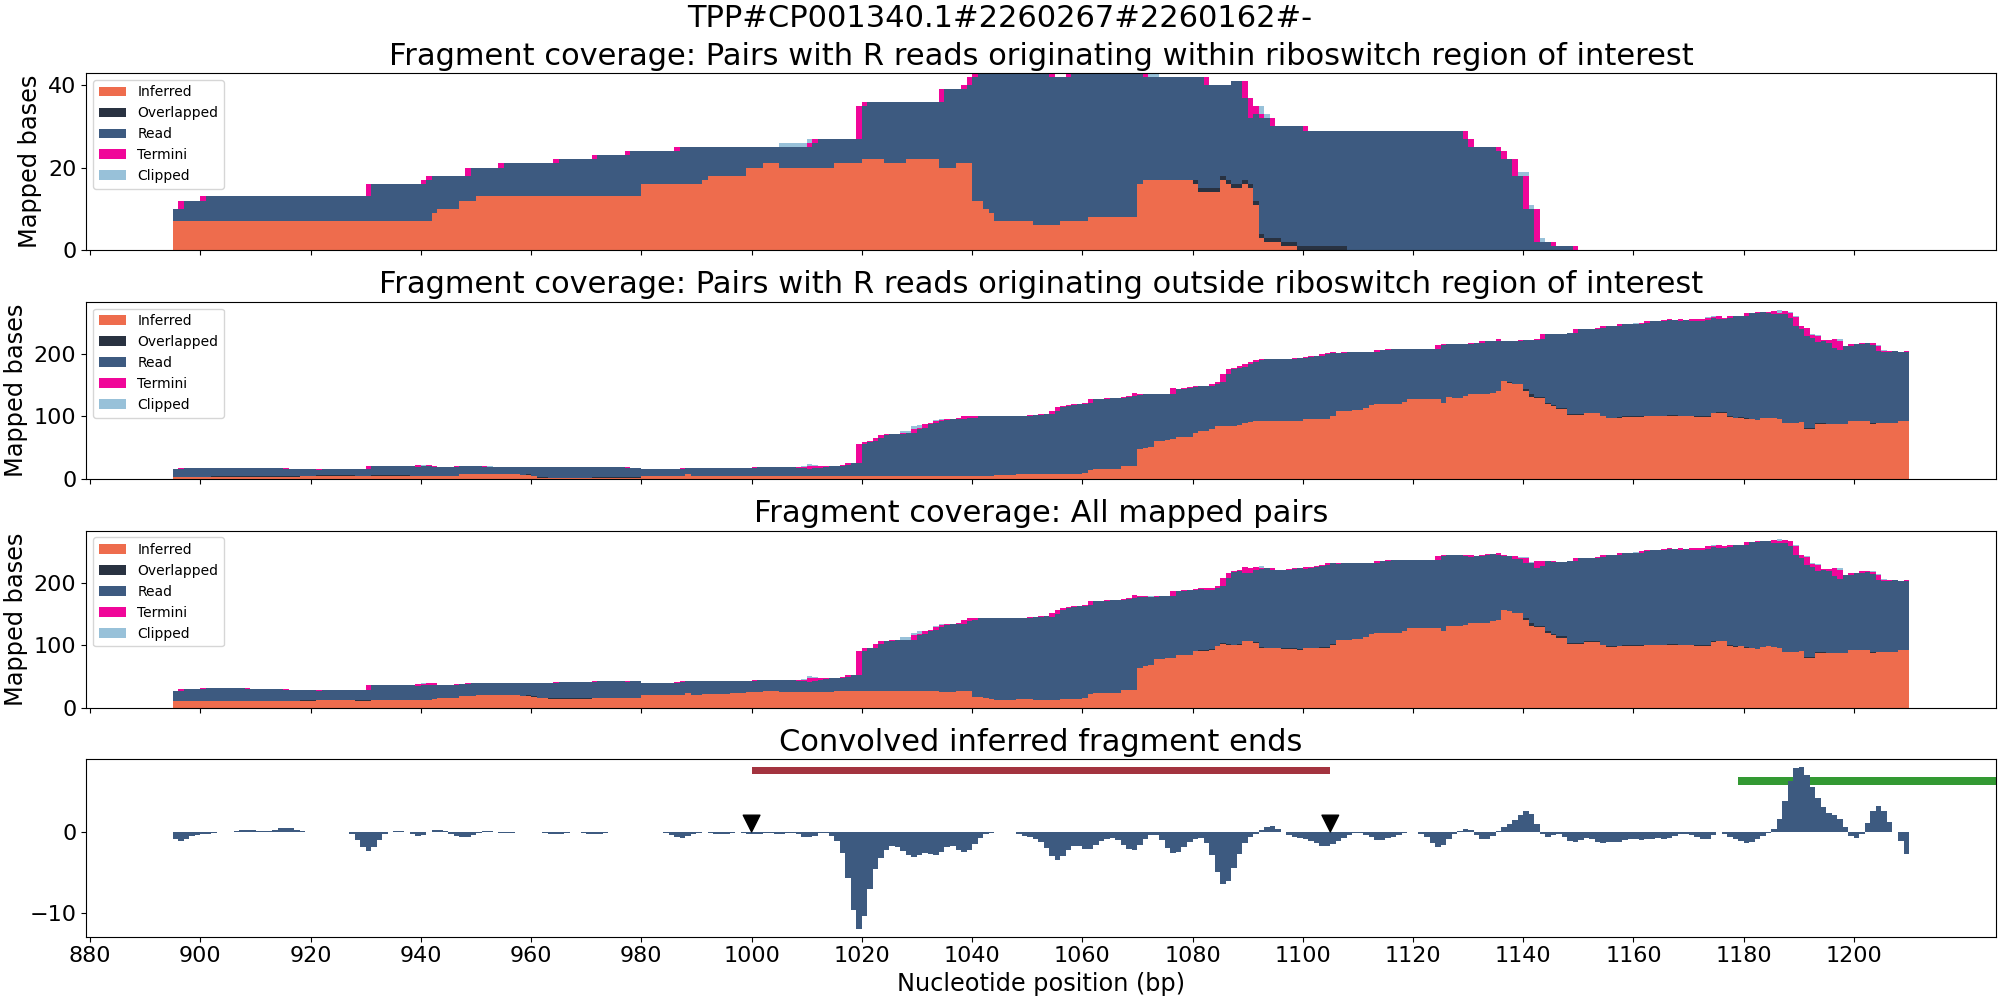 TPP#CP001340.1#2260267#2260162#-
Fragment coverage: Pairs with R reads originating within riboswitch region of interest
Mapped bases
40
20
0
Inferred
Overlapped
Read
Termini
Clipped
Fragment coverage: Pairs with R reads originating outside riboswitch region of interest
Mapped bases
200
100
0
Inferred
Overlapped
Read
Termini
Clipped
Fragment coverage: All mapped pairs
Mapped bases
200
100
0
Inferred
Overlapped
Read
Termini
Clipped
Convolved inferred fragment ends
0
−10
880 900 920 940 960 980 1000 1020 1040 1060 1080 1100 1120 1140 1160 1180 1200
Nucleotide position (bp)